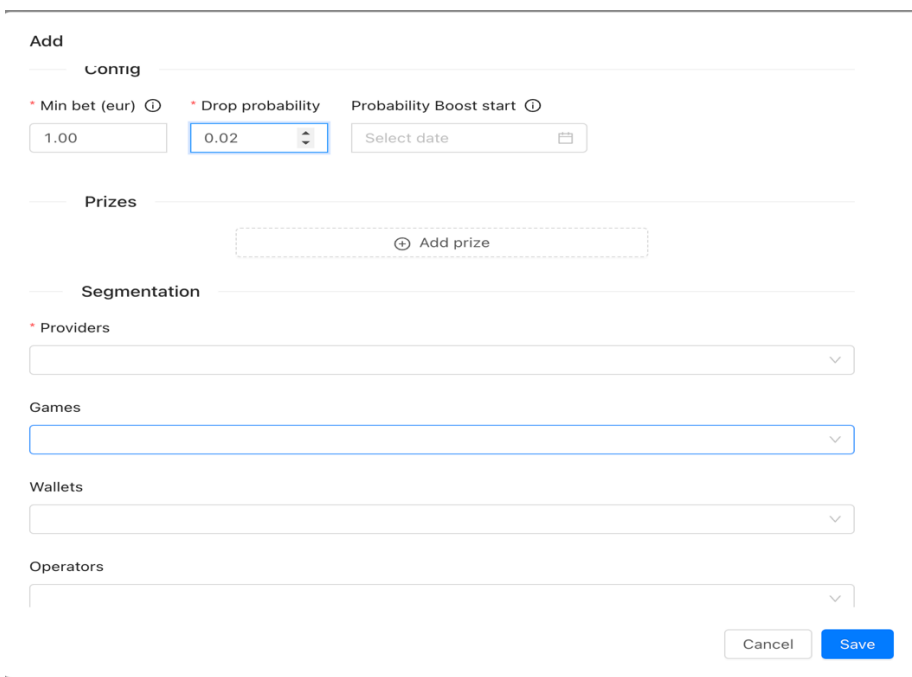 Add
Config
* Min bet (eur) * Drop probability Probability Boost start
1.00 0.02 Select date
Prizes
Add prize
Segmentation
* Providers
Games
Wallets
Operators
Cancel Save